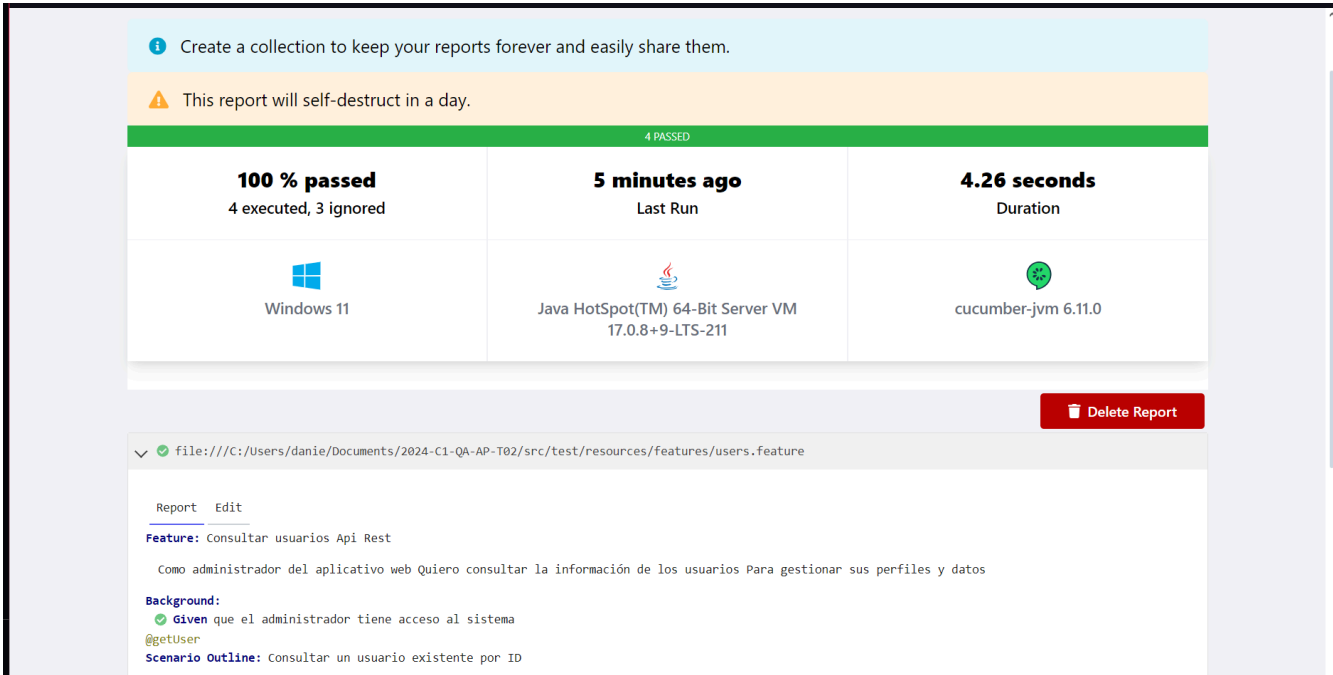 Create a collection to keep your reports forever and easily share them.
This report will self-destruct in a day.
4 PASSED
100 % passed
4 executed, 3 ignored
5 minutes ago
Last Run
4.26 seconds
Duration
Windows 11
Java HotSpot(TM) 64-Bit Server VM
17.0.8+9-LTS-211
cucumber-jvm 6.11.0
Delete Report
file:///C:/Users/danie/Documents/2024-C1-QA-AP-T02/src/test/resources/features/users.feature
Report Edit
Feature: Consultar usuarios Api Rest
Como administrador del aplicativo web Quiero consultar la información de los usuarios Para gestionar sus perfiles y datos
Background:
Given que el administrador tiene acceso al sistema
@getUser
Scenario Outline: Consultar un usuario existente por ID